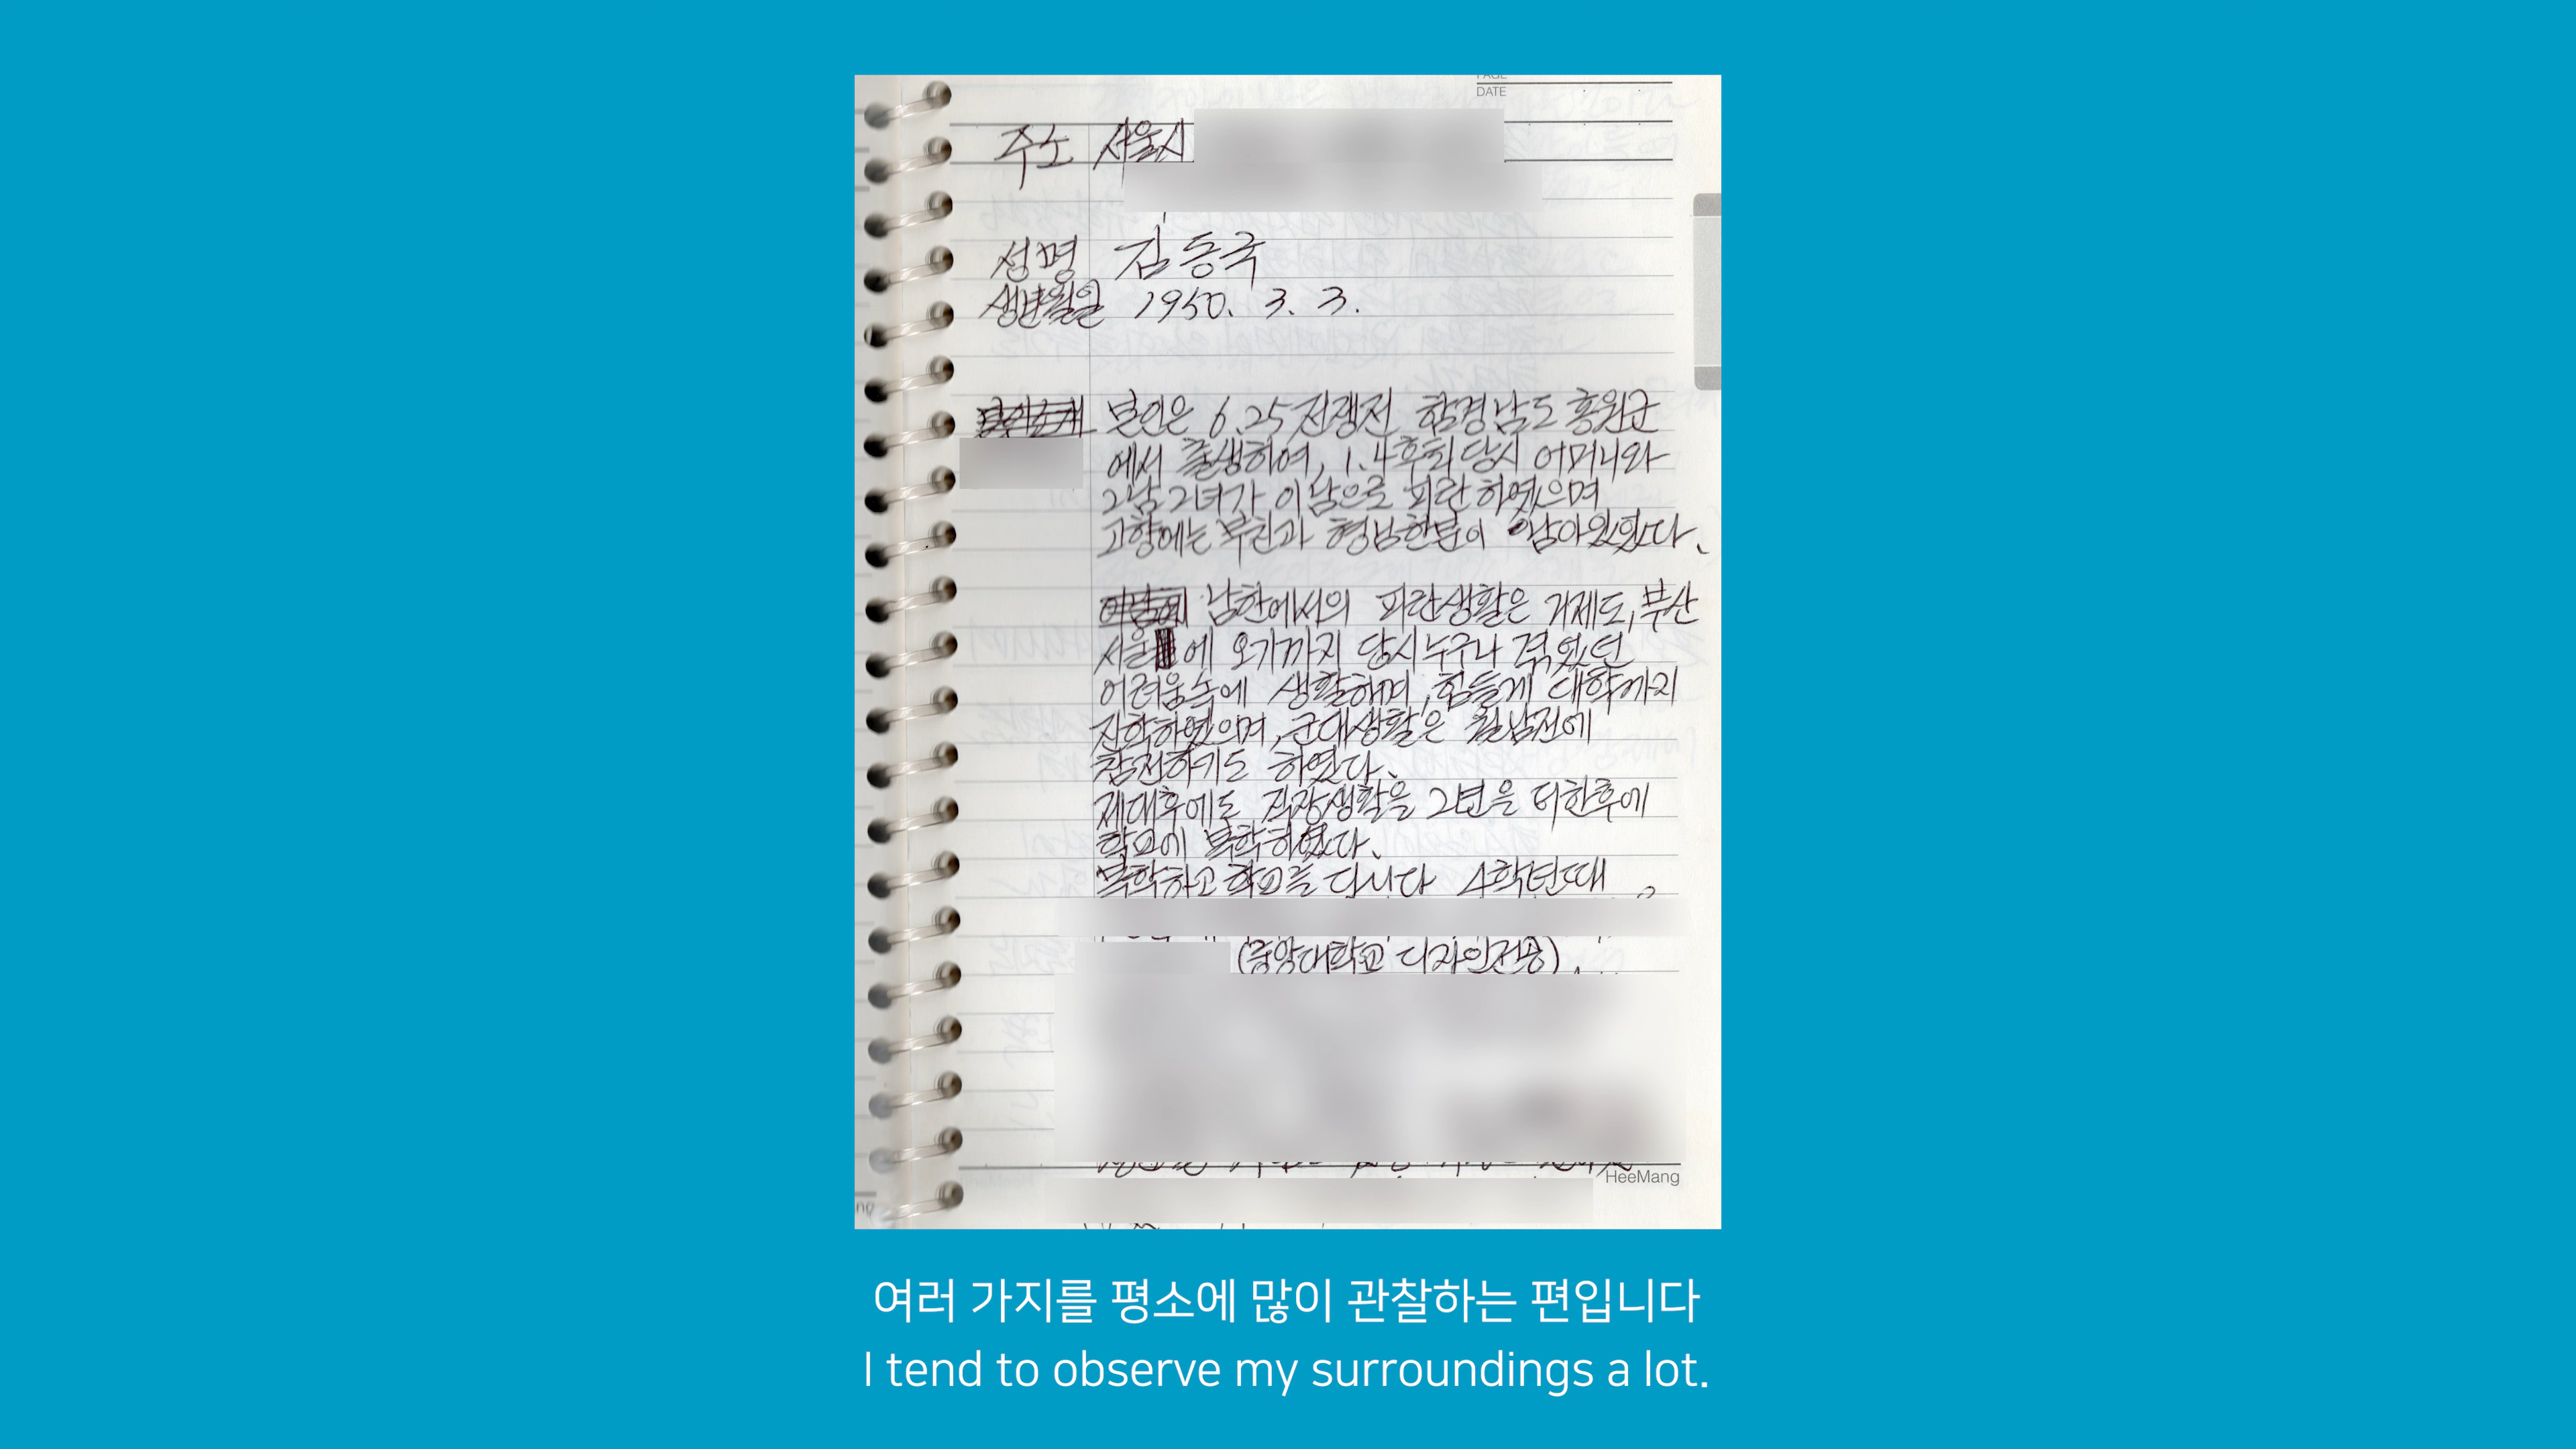 DATE
주소 서울시
성명 김동국
생년월일 1950. 3. 3.
본인은 6.25 전쟁전 함경남도 홍원군
에서 출생하여, 1.4후퇴 당시 어머니와
2남2녀가 이남으로 피란하였으며
고향에는 부친과 형님한분이 남아있었다.
남한에서의 피란생활은 거제도, 부산
서울에 오기까지 당시 누구나 겪었던
어려움속에 생활하며, 힘들게 대학까지
진학하였으며, 군대생활은 월남전에
참전하기도 하였다.
제대후에도 직장생활을 2년을 더한후에
학교에 복학하였다.
복학하고 학교를 다니다 4학년때
(중앙대학교 디자인전공)
HeeMang
여러 가지를 평소에 많이 관찰하는 편입니다
I tend to observe my surroundings a lot.